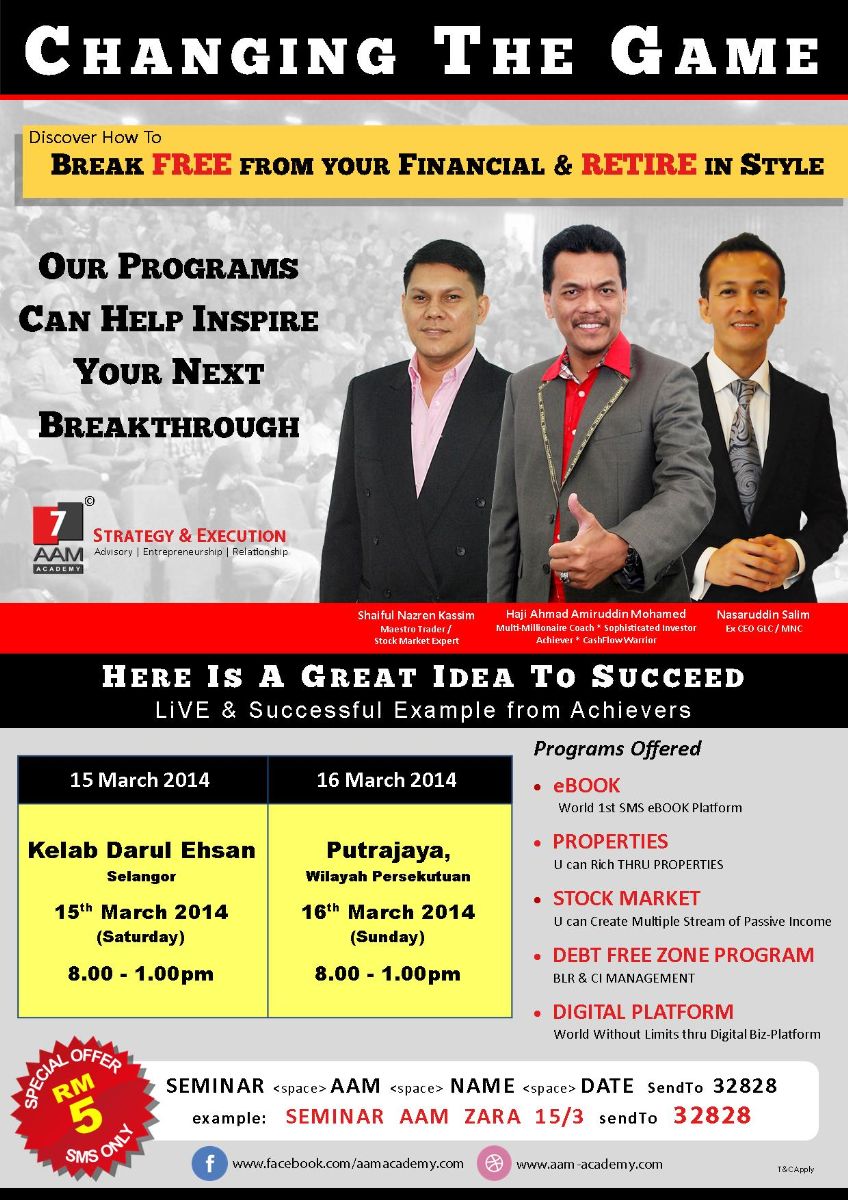 CHANGING THE GAME
Discover How To
BREAK FREE FROM YOUR FINANCIAL & RETIRE IN STYLE
OUR PROGRAMS
CAN HELP INSPIRE
YOUR NEXT
BREAKTHROUGH
©
7
AAM
ACADEMY
STRATEGY & EXECUTION
Advisory | Entrepreneurship | Relationship
Shaiful Nazren Kassim
Maestro Trader /
Stock Market Expert
Haji Ahmad Amiruddin Mohamed
Multi-Millionaire Coach * Sophisticated Investor
Achiever * CashFlow Warrior
Nasaruddin Salim
Ex CEO GLC / MNC
HERE IS A GREAT IDEA TO SUCCEED
LiVE & Successful Example from Achievers
15 March 2014
Kelab Darul Ehsan
Selangor
15th March 2014
(Saturday)
8.00 - 1.00pm
16 March 2014
Putrajaya,
Wilayah Persekutuan
16th March 2014
(Sunday)
8.00 - 1.00pm
Programs Offered
• eBOOK
World 1st SMS eBOOK Platform
• PROPERTIES
U can Rich THRU PROPERTIES
• STOCK MARKET
U can Create Multiple Stream of Passive Income
• DEBT FREE ZONE PROGRAM
BLR & CI MANAGEMENT
• DIGITAL PLATFORM
World Without Limits thru Digital Biz-Platform
SPECIAL OFFER
RM
5
SMS ONLY
SEMINAR <space> AAM <space> NAME <space> DATE SendTo 32828
example: SEMINAR AAM ZARA 15/3 sendTo 32828
f www.facebook.com/aamacademy.com
www.aam-academy.com
T&CApply